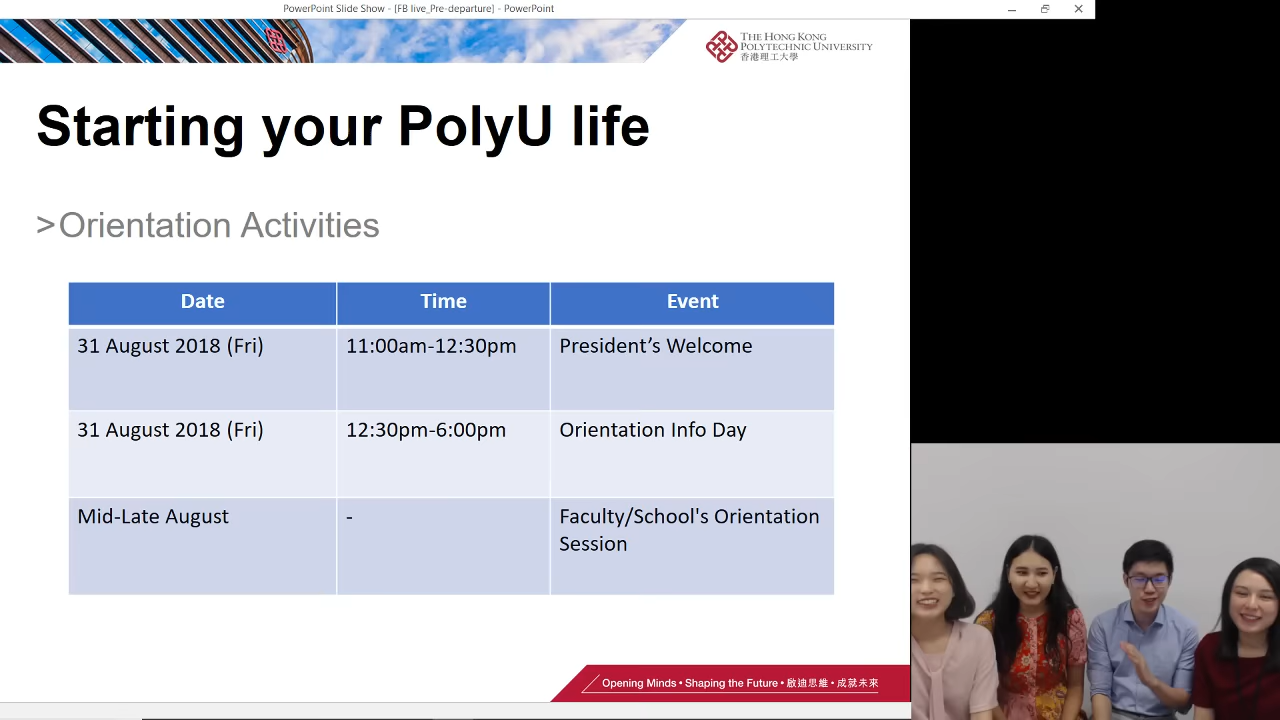 PowerPoint Slide Show - [FB live_Pre-departure] - PowerPoint
THE HONG KONG
POLYTECHNIC UNIVERSITY
香港理工大學
Starting your PolyU life
>Orientation Activities
Date Time Event
31 August 2018 (Fri) 11:00am-12:30pm President’s Welcome
31 August 2018 (Fri) 12:30pm-6:00pm Orientation Info Day
Mid-Late August - Faculty/School's Orientation
Session
Opening Minds • Shaping the Future • 啟迪思維 • 成就未來